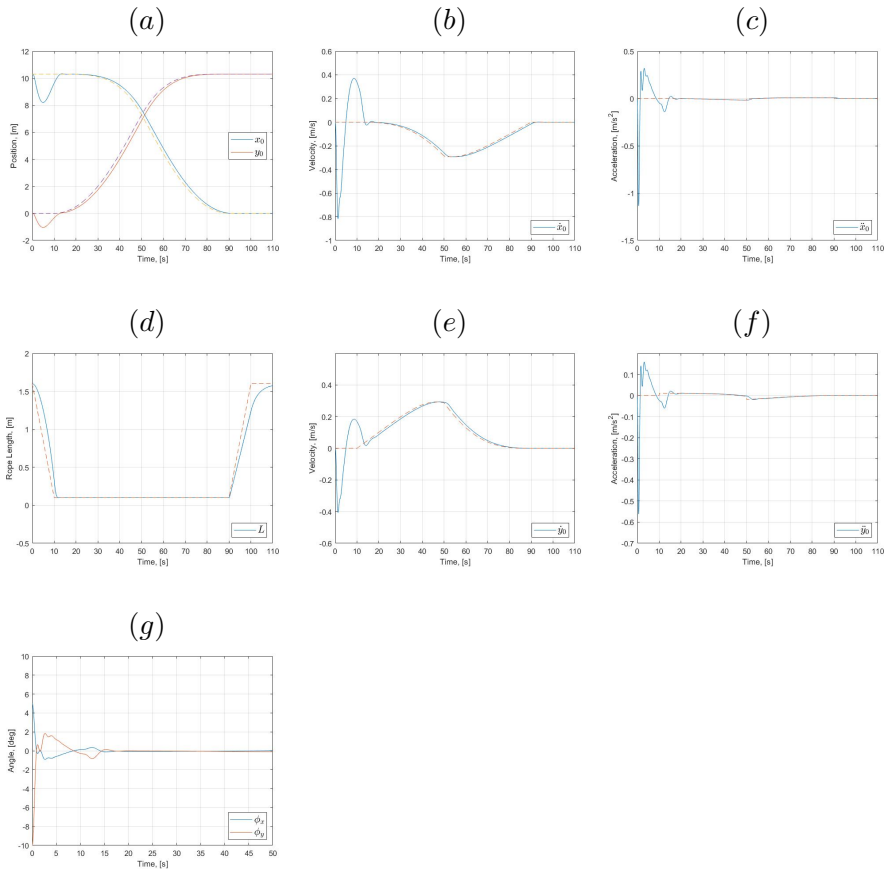 (a)
12
10
8
6
4
2
0
-2
Position, [m]
x0
y0
0 10 20 30 40 50 60 70 80 90 100 110
Time, [s]
(b)
0.6
0.4
0.2
0
-0.2
-0.4
-0.6
-0.8
-1
Velocity, [m/s]
ẋ0
0 10 20 30 40 50 60 70 80 90 100 110
Time, [s]
(c)
0.5
0
-0.5
-1
-1.5
Acceleration, [m/s²]
ẍ0
0 10 20 30 40 50 60 70 80 90 100 110
Time, [s]
(d)
2
1.5
1
0.5
0
-0.5
Rope Length, [m]
L
0 10 20 30 40 50 60 70 80 90 100 110
Time, [s]
(e)
0.4
0.2
0
-0.2
-0.4
-0.6
Velocity, [m/s]
ẏ0
0 10 20 30 40 50 60 70 80 90 100 110
Time, [s]
(f)
0.1
0
-0.1
-0.2
-0.3
-0.4
-0.5
-0.6
-0.7
Acceleration, [m/s²]
ÿ0
0 10 20 30 40 50 60 70 80 90 100 110
Time, [s]
(g)
10
8
6
4
2
0
-2
-4
-6
-8
-10
Angle, [deg]
ϕx
ϕy
0 5 10 15 20 25 30 35 40 45 50
Time, [s]